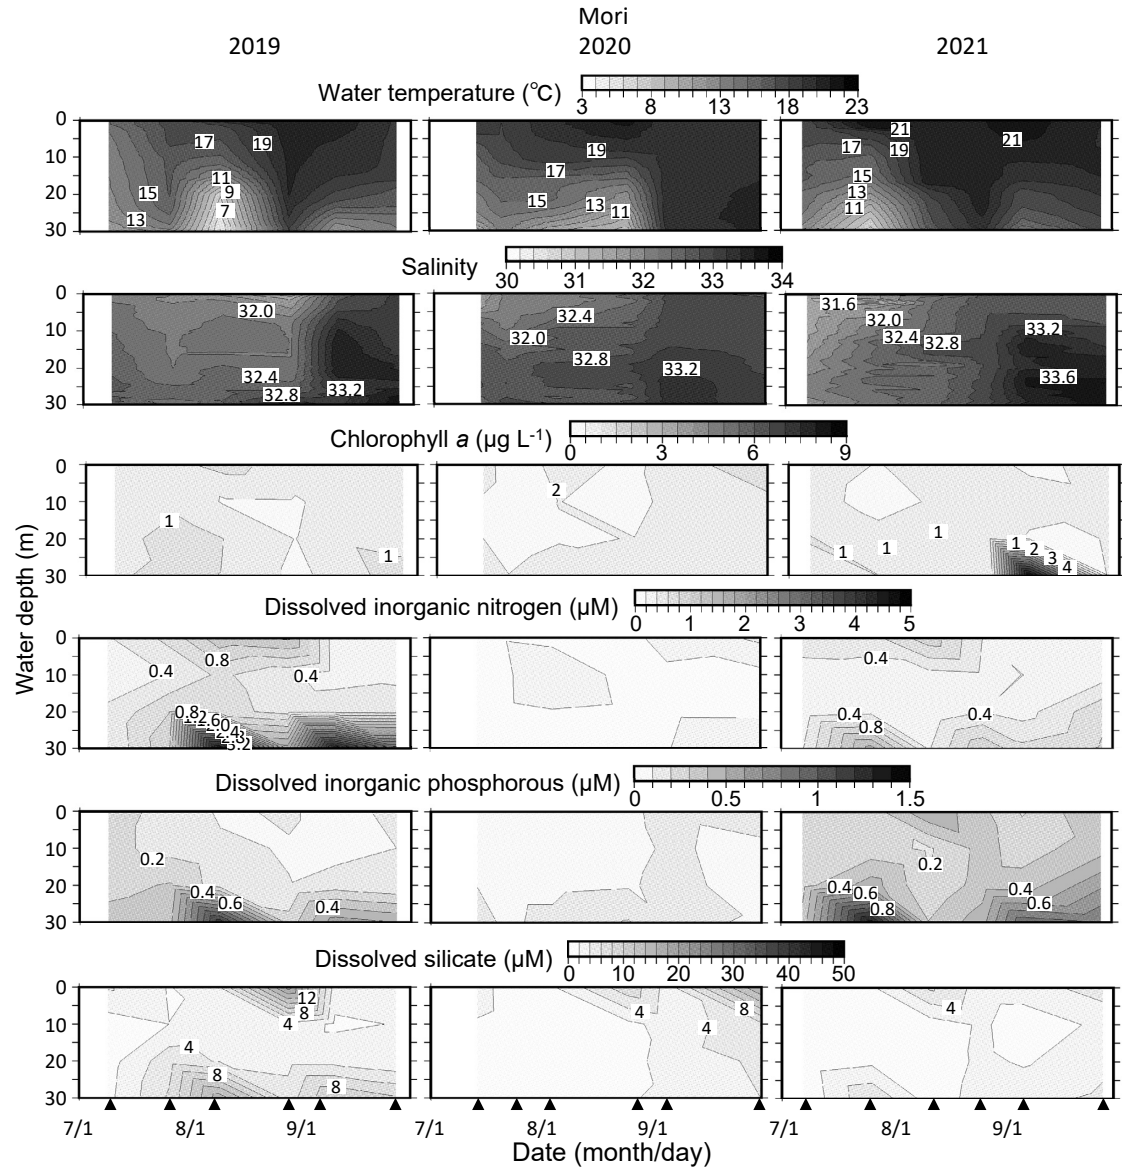 Mori
2019 2020 2021
Water temperature (℃)
3 8 13 18 23
0
10
20
30
17 19 11 9 7 15 13
19 17 15 13 11
21 19 21 17 15 19 11
Salinity
30 31 32 33 34
0
10
20
30
32.0 32.4 32.8 33.2
32.4 32.0 32.8 33.2
31.6 32.0 32.4 32.8 33.2 33.6
Chlorophyll a (μg L-1)
0 3 6 9
0
10
20
30
1 1
2
1 1 1 1 2 3 4
Water depth (m)
Dissolved inorganic nitrogen (μM)
0 1 2 3 4 5
0
10
20
30
0.4 0.8 0.4 0.8
0.4 0.4 0.8 0.4
Dissolved inorganic phosphorous (μM)
0 0.5 1 1.5
0
10
20
30
0.2 0.4 0.6 0.4
0.2 0.4 0.6 0.8 0.4 0.6
Dissolved silicate (μM)
0 10 20 30 40 50
0
10
20
30
12 8 4 4 8 8
4 4 8
4
7/1 8/1 9/1 7/1 8/1 9/1 7/1 8/1 9/1
Date (month/day)